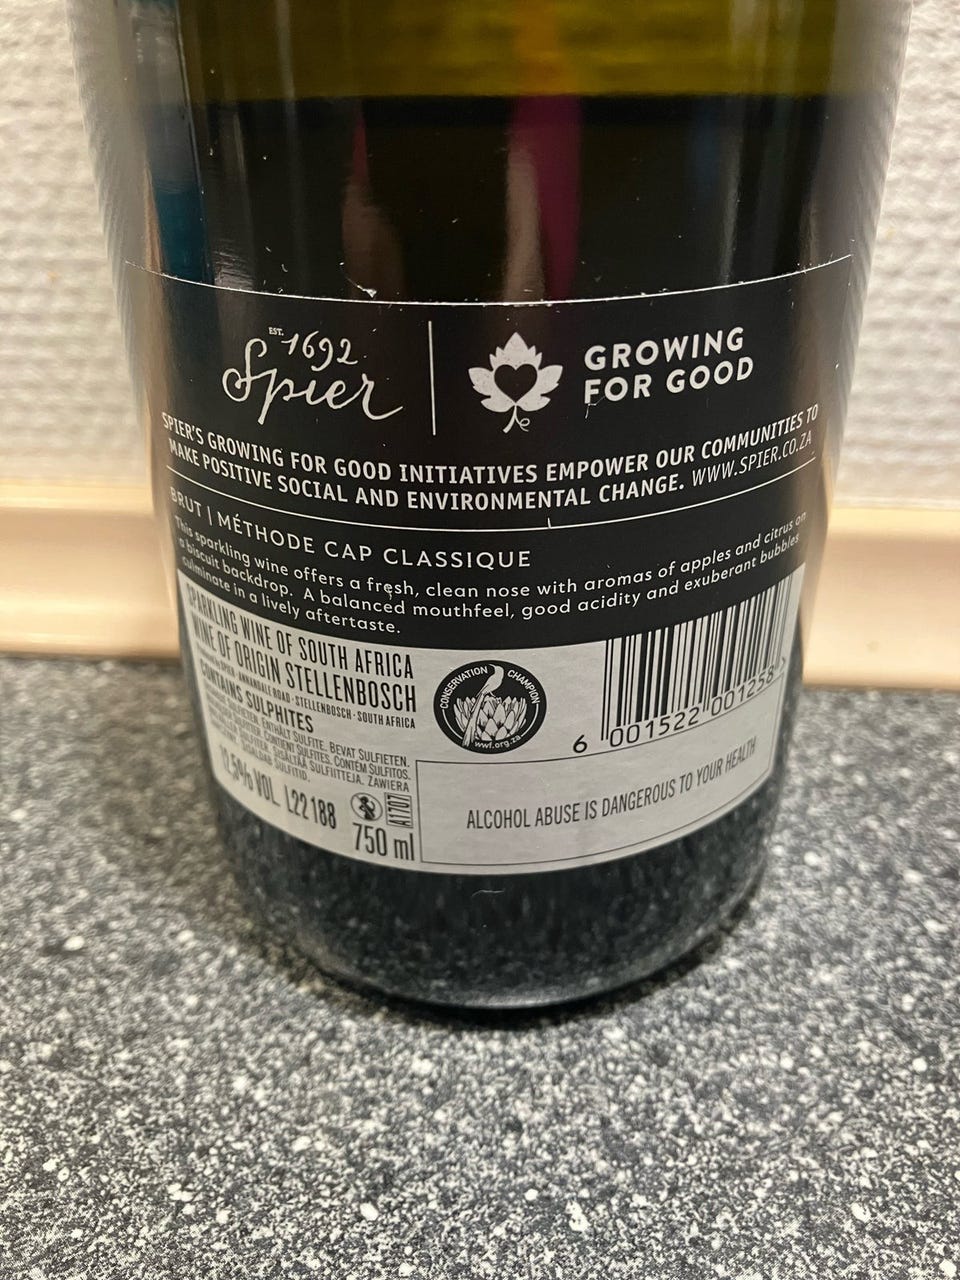 EST. 1692
Spier
GROWING
FOR GOOD
SPIER'S GROWING FOR GOOD INITIATIVES EMPOWER OUR COMMUNITIES TO
MAKE POSITIVE SOCIAL AND ENVIRONMENTAL CHANGE. WWW.SPIER.CO.ZA
BRUT | MÉTHODE CAP CLASSIQUE
This sparkling wine offers a fresh, clean nose with aromas of apples and citrus on
a biscuit backdrop. A balanced mouthfeel, good acidity and exuberant bubbles
culminate in a lively aftertaste.
SPARKLING WINE OF SOUTH AFRICA
WINE OF ORIGIN STELLENBOSCH
ANNANDALE ROAD · STELLENBOSCH · SOUTH AFRICA
CONTAINS SULPHITES
ENTHÄLT SULFITE. BEVAT SULFIETEN.
CONTIENT SULFITES. CONTÉM SULFITOS.
SISÄLTÄÄ SULFIITTEJA. ZAWIERA
12.5% VOL L22188
A1707
750 ml
CONSERVATION CHAMPION
wwf.org.za
6 001522 001256
ALCOHOL ABUSE IS DANGEROUS TO YOUR HEALTH